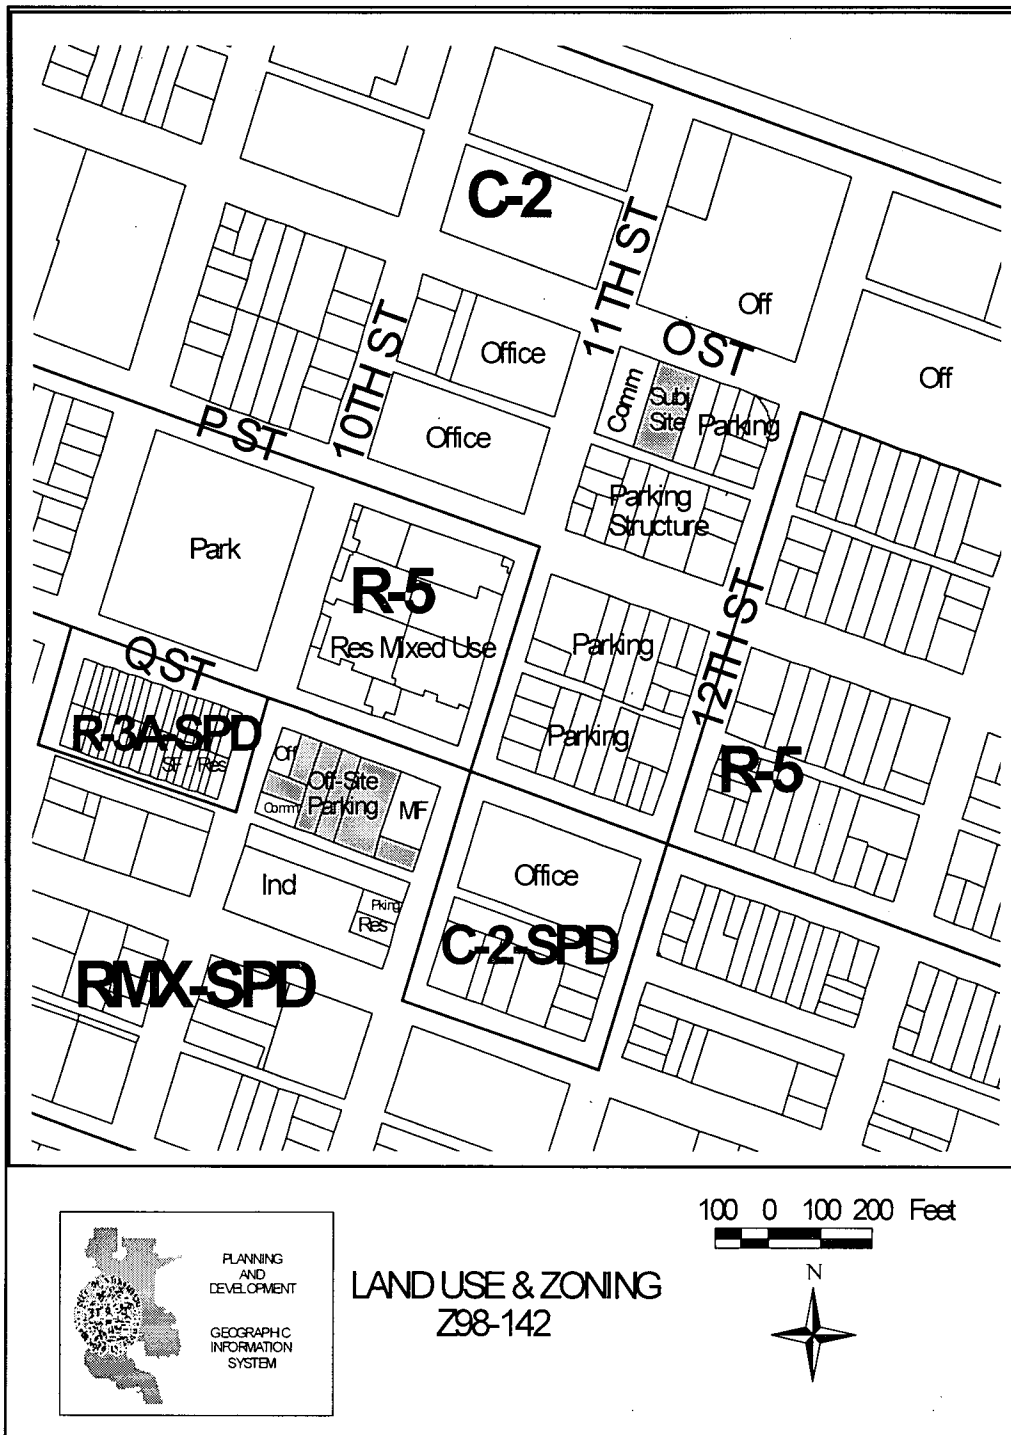 C-2
11TH ST
Off
O ST
Office
10TH ST
Comm
Subj
Site
Parking
Off
P ST
Office
Parking
Structure
Park
R-5
Res Mixed Use
Parking
12TH ST
Q ST
R-3A-SPD
SF - Res
Parking
R-5
Off
Off-Site
Parking
Comm
MF
Ind
Pking
Res
Office
C-2-SPD
RMX-SPD
100 0 100 200 Feet
PLANNING
AND
DEVELOPMENT
GEOGRAPHIC
INFORMATION
SYSTEM
LAND USE & ZONING
Z98-142
N